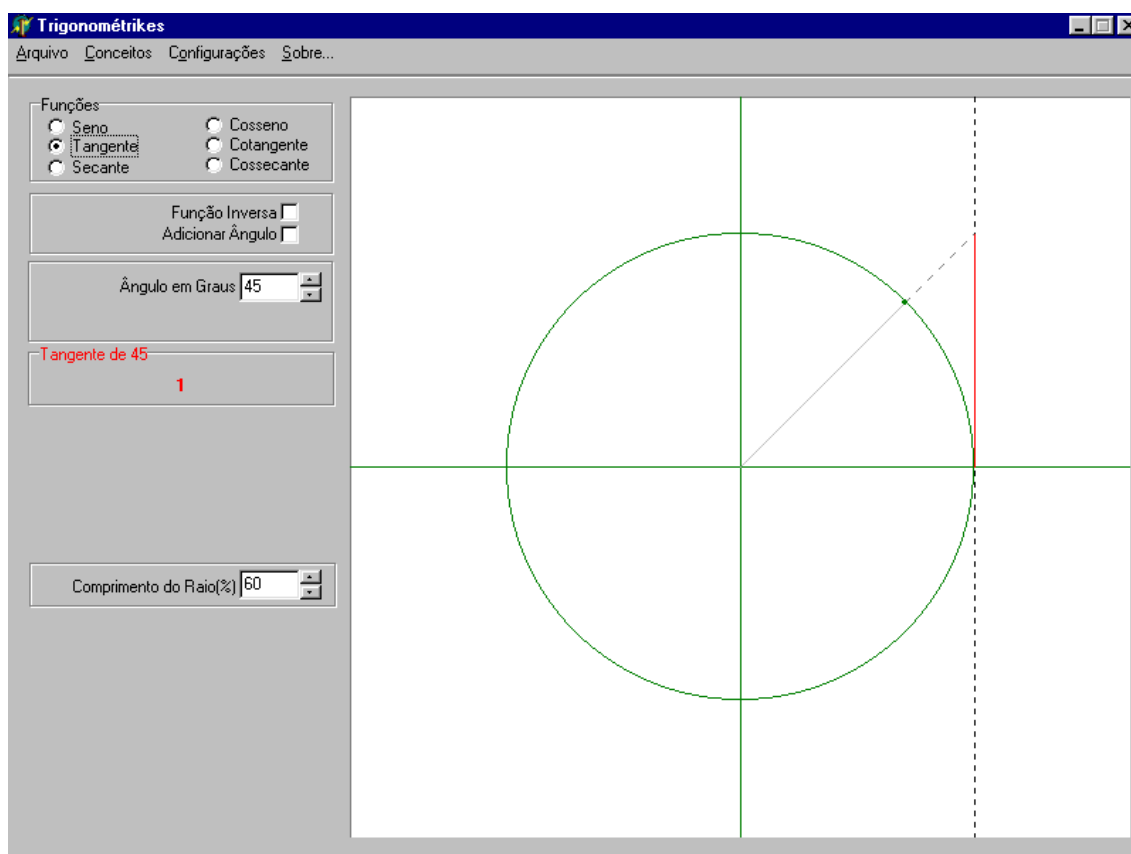 Trigonométrikes
Arquivo Conceitos Configurações Sobre...
Funções
Seno Cosseno
Tangente Cotangente
Secante Cossecante
Função Inversa
Adicionar Ângulo
Ângulo em Graus 45
Tangente de 45
1
Comprimento do Raio(%) 60